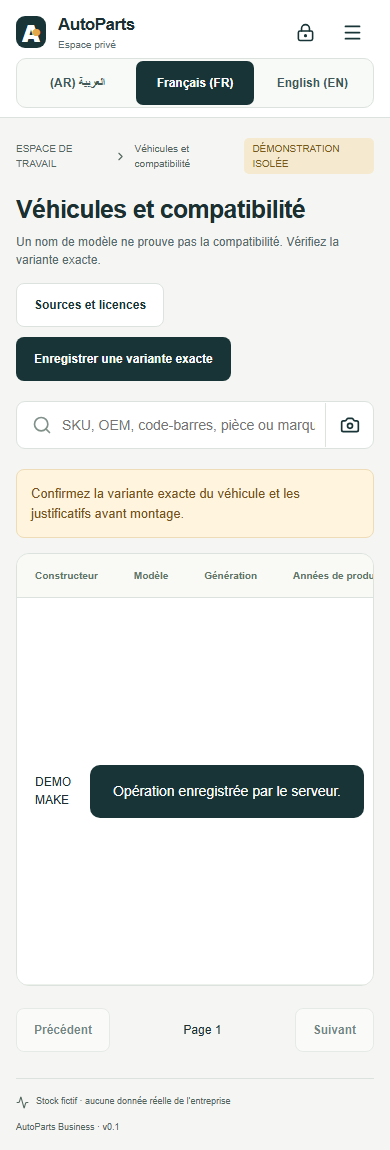 AutoParts
Espace privé
العربية (AR)
Français (FR)
English (EN)
ESPACE DE
TRAVAIL
Véhicules et
compatibilité
DÉMONSTRATION
ISOLÉE
Véhicules et compatibilité
Un nom de modèle ne prouve pas la compatibilité. Vérifiez la
variante exacte.
Sources et licences
Enregistrer une variante exacte
SKU, OEM, code-barres, pièce ou marqu
Confirmez la variante exacte du véhicule et les
justificatifs avant montage.
Constructeur Modèle Génération Années de produ
DEMO
MAKE
Opération enregistrée par le serveur.
Précédent
Page 1
Suivant
Stock fictif · aucune donnée réelle de l'entreprise
AutoParts Business · v0.1